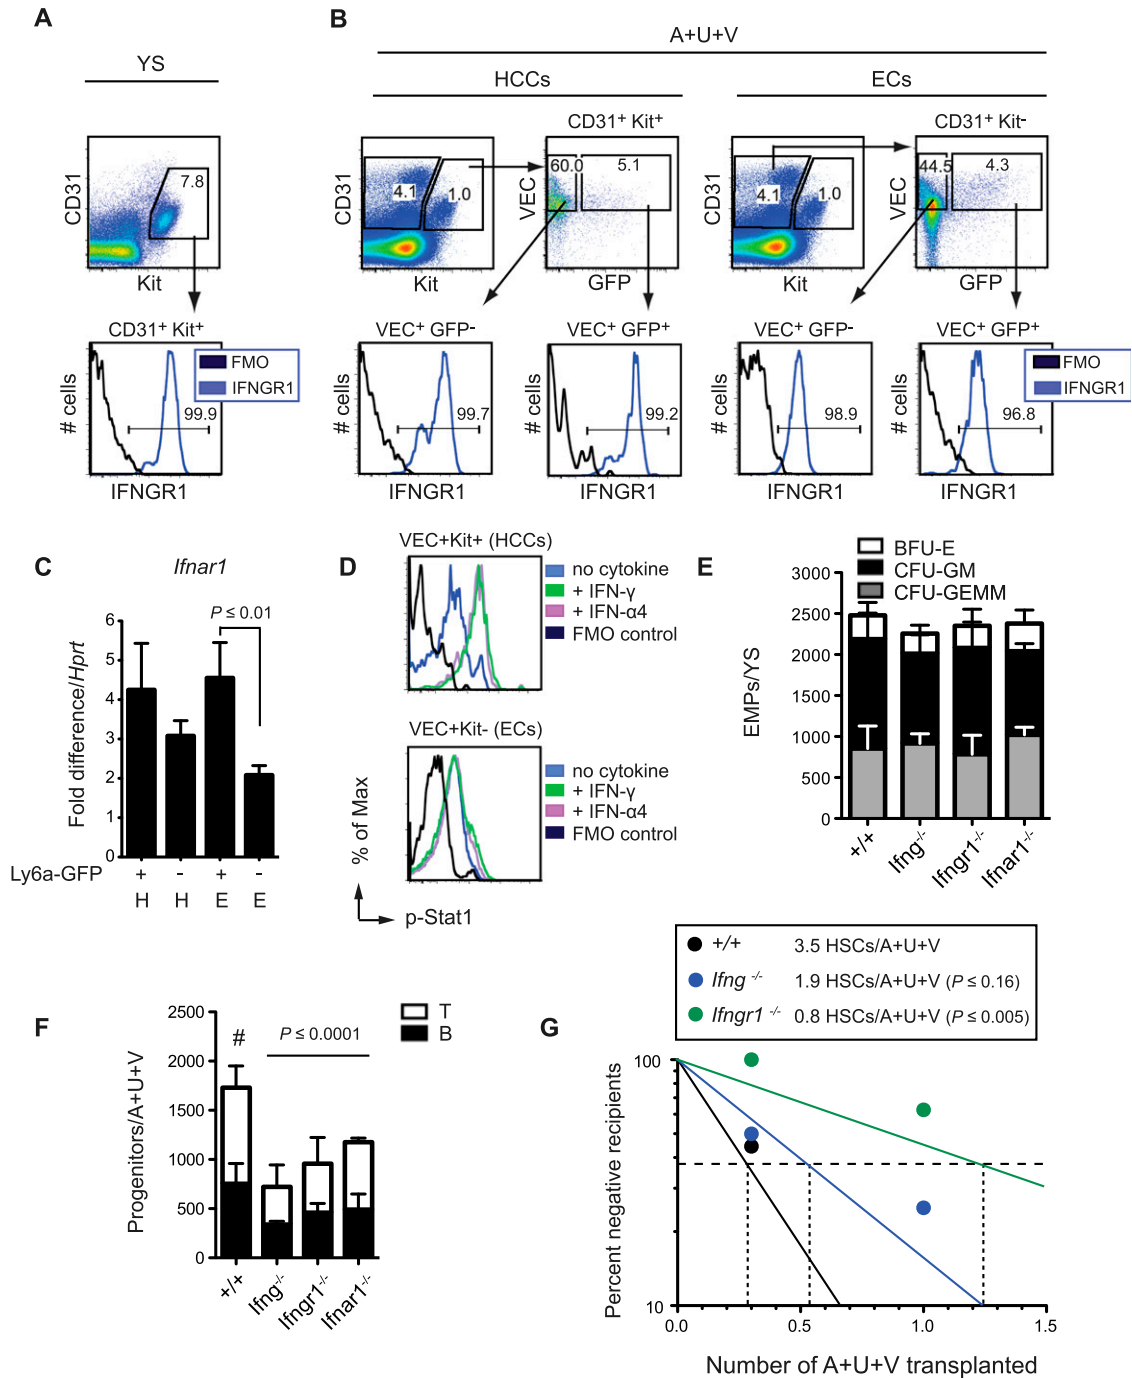 A
YS
CD31
7.8
Kit
CD31+ Kit+
FMO
IFNGR1
# cells
99.9
IFNGR1
B
A+U+V
HCCs
ECs
CD31+ Kit+
CD31+ Kit-
CD31
4.1
1.0
Kit
VEC
60.0
5.1
GFP
CD31
4.1
1.0
Kit
VEC
44.5
4.3
GFP
VEC+ GFP-
# cells
99.7
IFNGR1
VEC+ GFP+
# cells
99.2
IFNGR1
VEC+ GFP-
# cells
98.9
IFNGR1
VEC+ GFP+
FMO
IFNGR1
# cells
96.8
IFNGR1
C
Ifnar1
P ≤ 0.01
Fold difference/Hprt
6
5
4
3
2
1
0
Ly6a-GFP + - + -
H H E E
D
VEC+Kit+ (HCCs)
no cytokine
+ IFN-γ
+ IFN-α4
FMO control
VEC+Kit- (ECs)
no cytokine
+ IFN-γ
+ IFN-α4
FMO control
% of Max
p-Stat1
E
BFU-E
CFU-GM
CFU-GEMM
EMPs/YS
3000
2500
2000
1500
1000
500
0
+/+ Ifng-/- Ifngr1-/- Ifnar1-/-
F
T
B
P ≤ 0.0001
#
Progenitors/A+U+V
2500
2000
1500
1000
500
0
+/+ Ifng-/- Ifngr1-/- Ifnar1-/-
G
+/+ 3.5 HSCs/A+U+V
Ifng -/- 1.9 HSCs/A+U+V (P ≤ 0.16)
Ifngr1 -/- 0.8 HSCs/A+U+V (P ≤ 0.005)
Percent negative recipients
100
10
0.0 0.5 1.0 1.5
Number of A+U+V transplanted